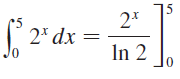 ∫₀⁵ 2ˣ dx = 2ˣ / ln 2 ]₀⁵